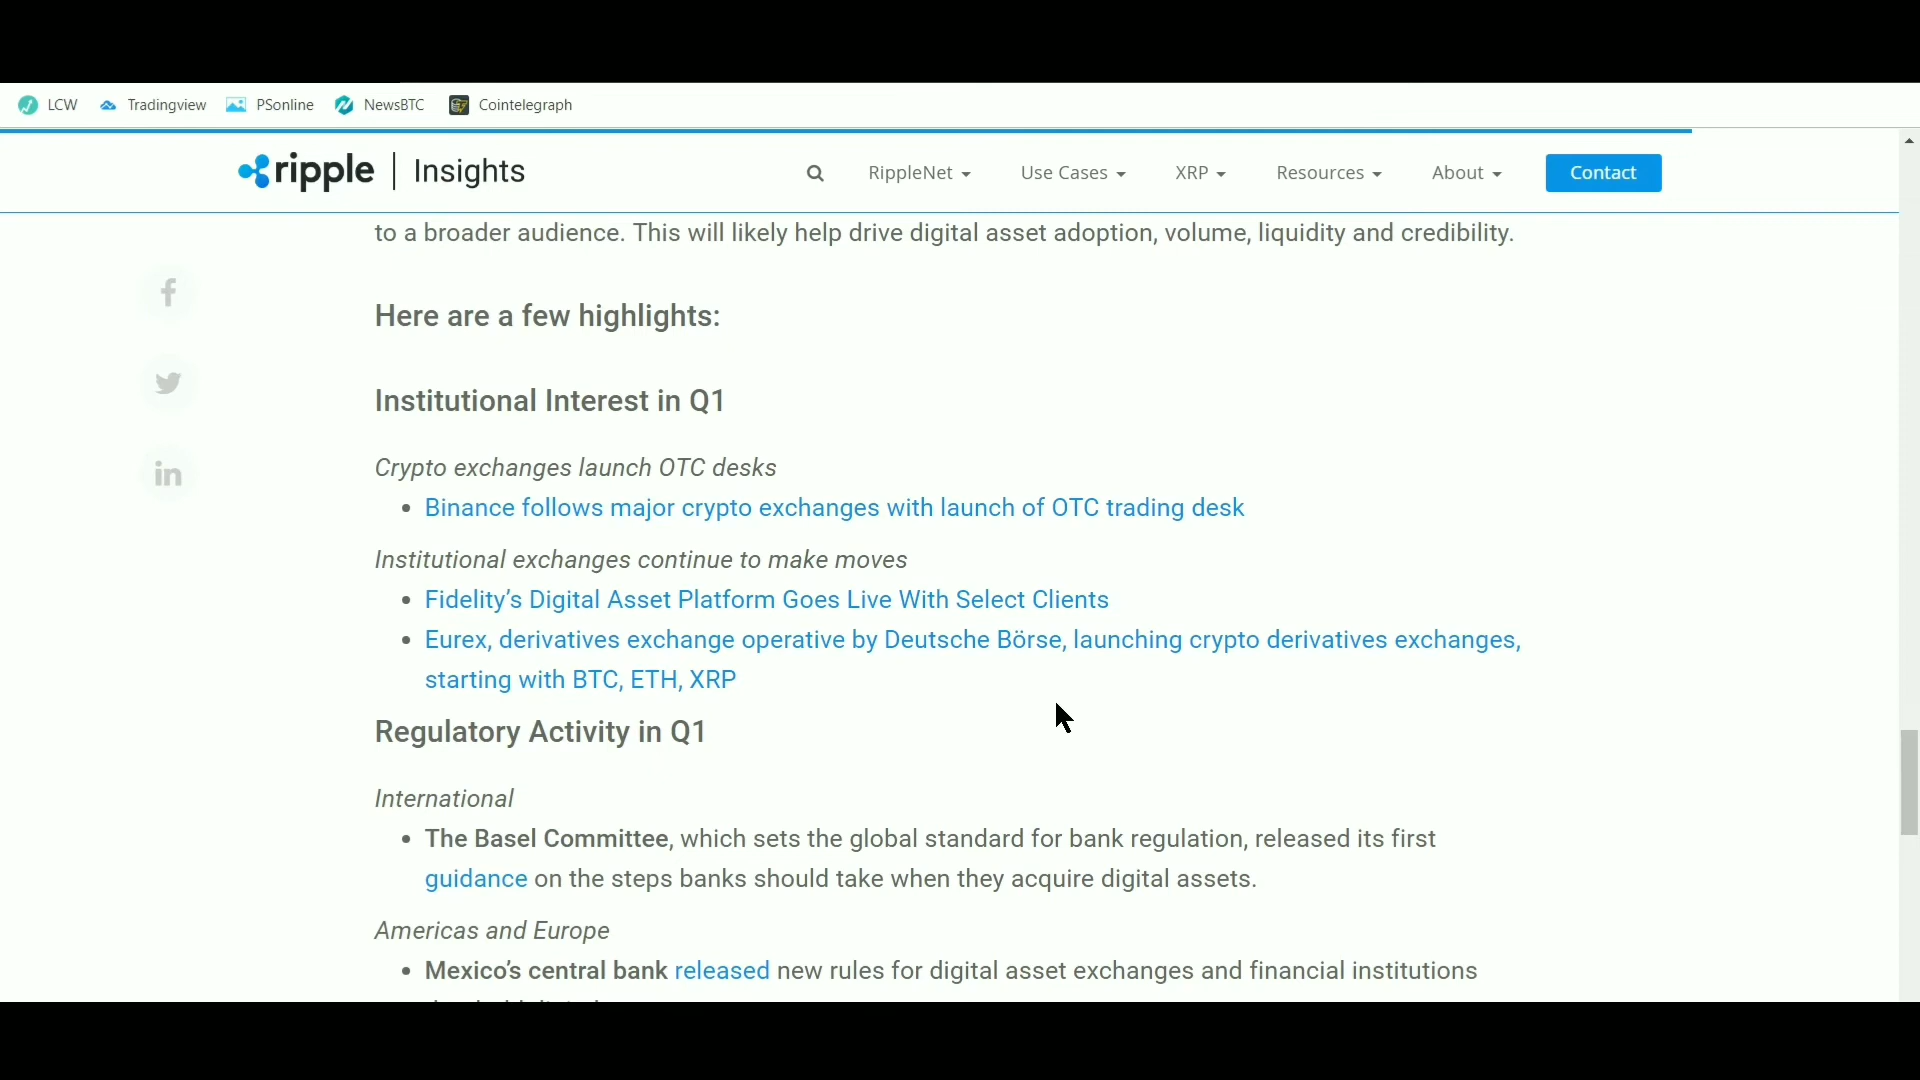 LCW Tradingview PSonline NewsBTC Cointelegraph
ripple | Insights RippleNet Use Cases XRP Resources About Contact
to a broader audience. This will likely help drive digital asset adoption, volume, liquidity and credibility.
Here are a few highlights:
Institutional Interest in Q1
Crypto exchanges launch OTC desks
• Binance follows major crypto exchanges with launch of OTC trading desk
Institutional exchanges continue to make moves
• Fidelity’s Digital Asset Platform Goes Live With Select Clients
• Eurex, derivatives exchange operative by Deutsche Börse, launching crypto derivatives exchanges,
starting with BTC, ETH, XRP
Regulatory Activity in Q1
International
• The Basel Committee, which sets the global standard for bank regulation, released its first
guidance on the steps banks should take when they acquire digital assets.
Americas and Europe
• Mexico’s central bank released new rules for digital asset exchanges and financial institutions